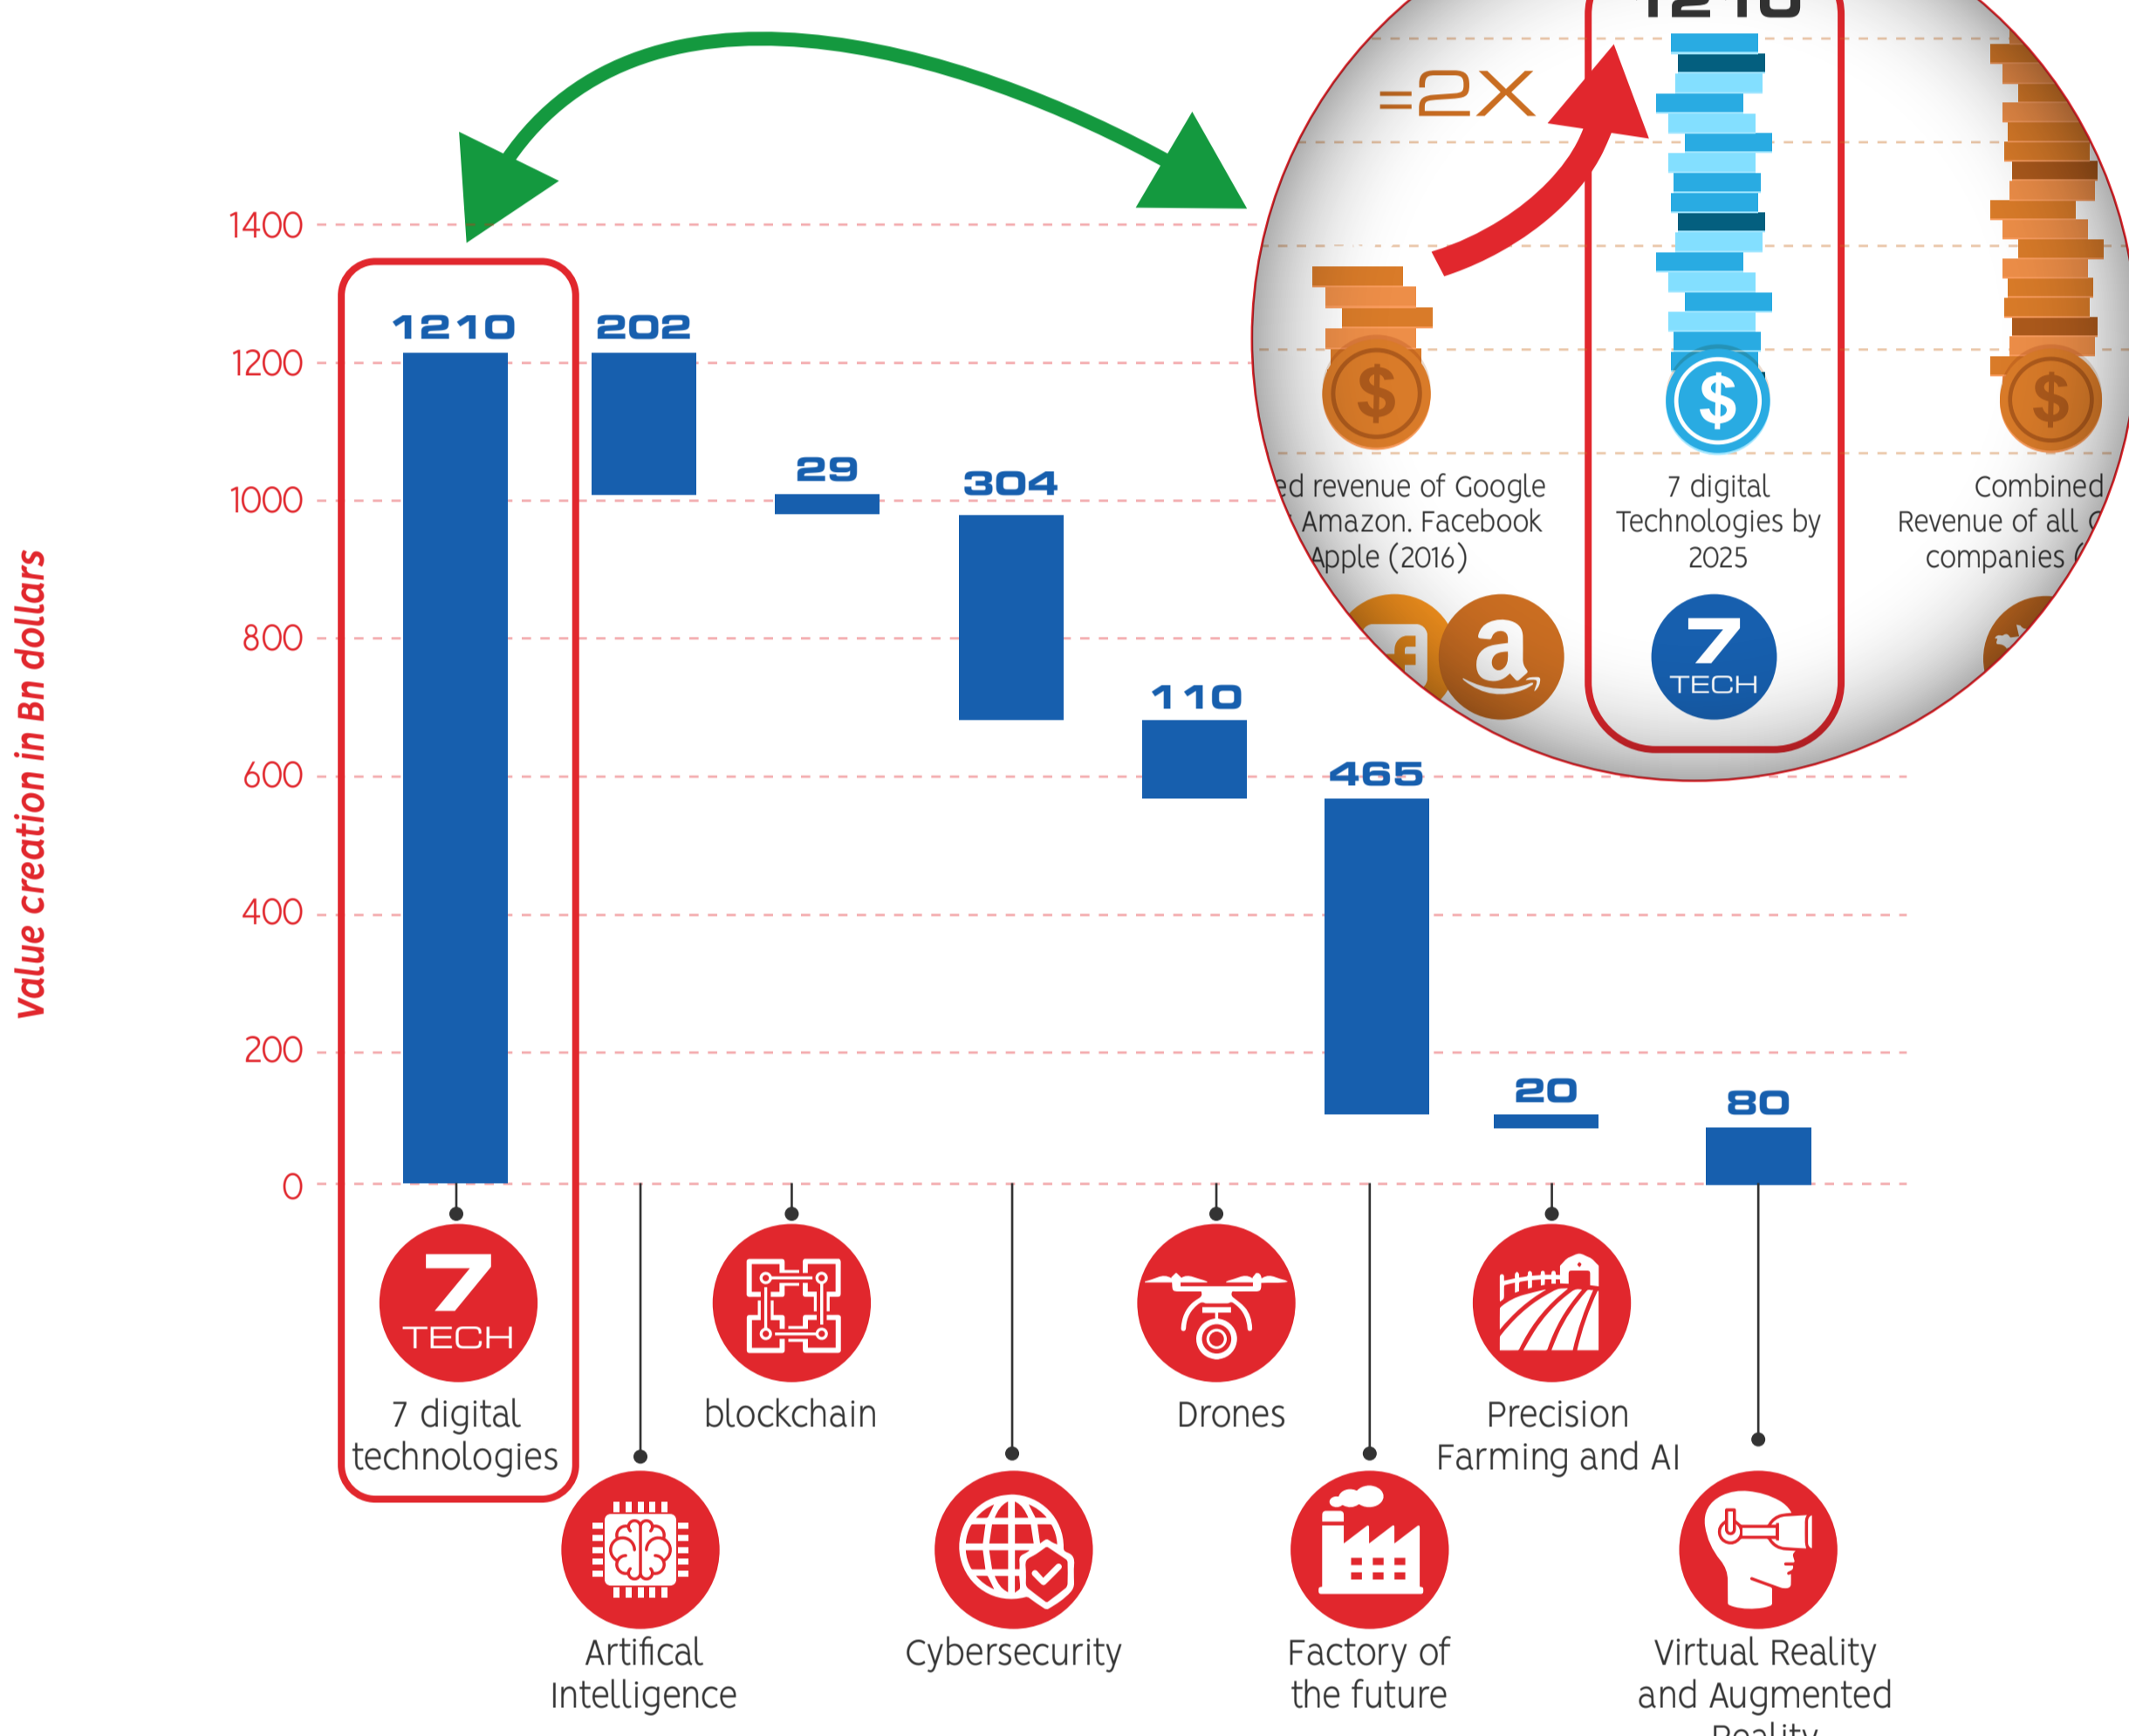 1210
=2X
1400
1210
202
1200
29
304
1000
revenue of Google
Amazon. Facebook
Apple (2016)
7 digital
Technologies by
2025
Combined
Revenue of all
companies
f
a
7
TECH
800
110
600
465
400
200
20
80
0
Value creation in Bn dollars
7
TECH
7 digital
technologies
blockchain
Drones
Precision
Farming and AI
Artifical
Intelligence
Cybersecurity
Factory of
the future
Virtual Reality
and Augmented
Reality